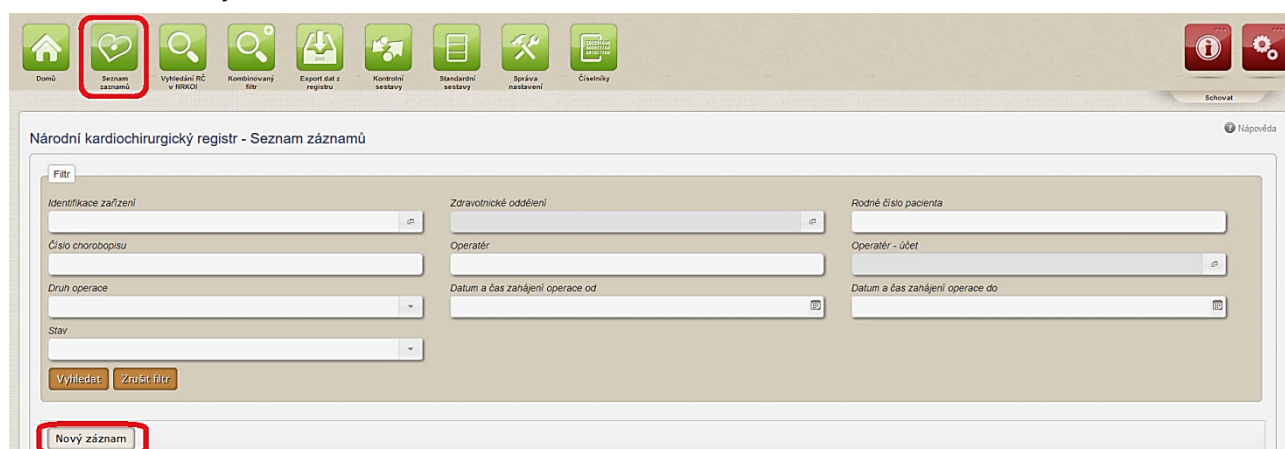 Domů
Seznam záznamů
Vyhledání RČ v NRKOI
Kombinovaný filtr
Export dat z registru
Kontrolní sestavy
Standardní sestavy
Správa nastavení
Číselníky
Schovat
Národní kardiochirurgický registr - Seznam záznamů
Nápověda
Filtr
Identifikace zařízení
Zdravotnické oddělení
Rodné číslo pacienta
Číslo chorobopisu
Operatér
Operatér - účet
Druh operace
Datum a čas zahájení operace od
Datum a čas zahájení operace do
Stav
Vyhledat
Zrušit filtr
Nový záznam